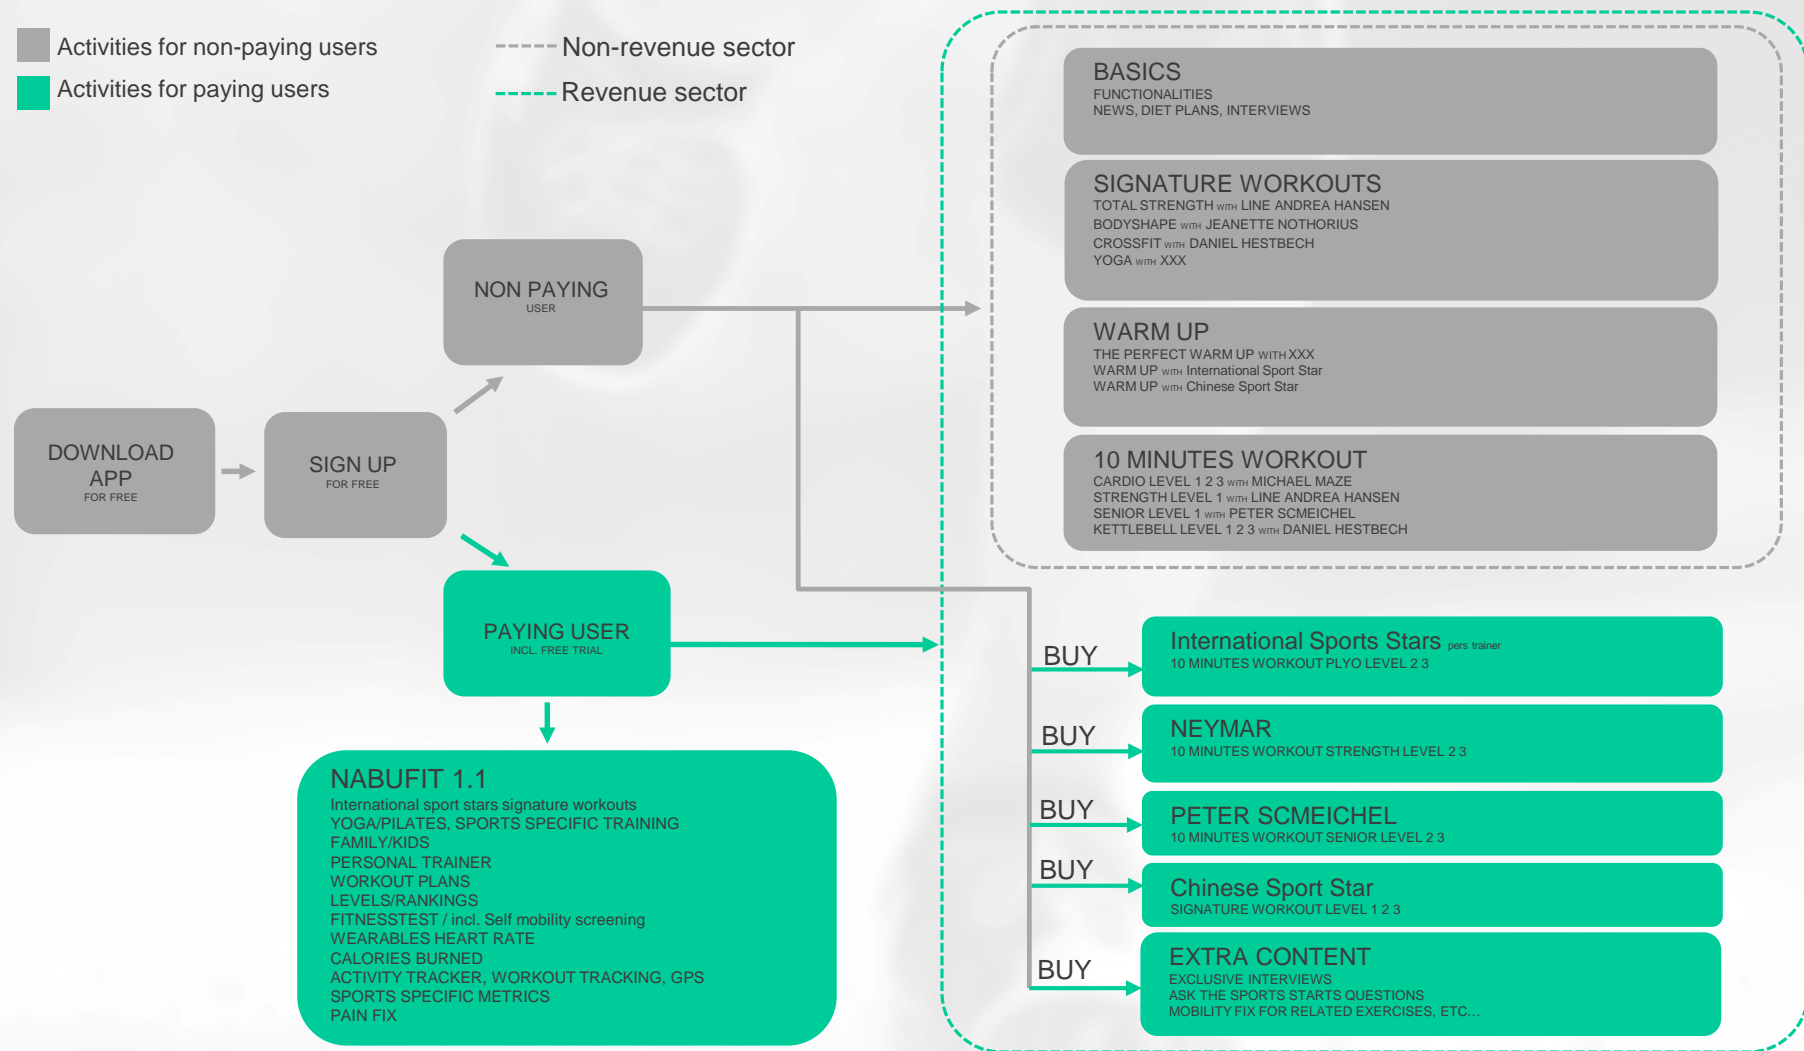 Activities for non-paying users
Activities for paying users
Non-revenue sector
Revenue sector
DOWNLOAD
APP
FOR FREE
SIGN UP
FOR FREE
NON PAYING
USER
PAYING USER
INCL. FREE TRIAL
NABUFIT 1.1
International sport stars signature workouts
YOGA/PILATES, SPORTS SPECIFIC TRAINING
FAMILY/KIDS
PERSONAL TRAINER
WORKOUT PLANS
LEVELS/RANKINGS
FITNESSTEST / incl. Self mobility screening
WEARABLES HEART RATE
CALORIES BURNED
ACTIVITY TRACKER, WORKOUT TRACKING, GPS
SPORTS SPECIFIC METRICS
PAIN FIX
BASICS
FUNCTIONALITIES
NEWS, DIET PLANS, INTERVIEWS
SIGNATURE WORKOUTS
TOTAL STRENGTH WITH LINE ANDREA HANSEN
BODYSHAPE WITH JEANETTE NOTHORIUS
CROSSFIT WITH DANIEL HESTBECH
YOGA WITH XXX
WARM UP
THE PERFECT WARM UP WITH XXX
WARM UP WITH International Sport Star
WARM UP WITH Chinese Sport Star
10 MINUTES WORKOUT
CARDIO LEVEL 1 2 3 WITH MICHAEL MAZE
STRENGTH LEVEL 1 WITH LINE ANDREA HANSEN
SENIOR LEVEL 1 WITH PETER SCMEICHEL
KETTLEBELL LEVEL 1 2 3 WITH DANIEL HESTBECH
BUY
International Sports Stars pers trainer
10 MINUTES WORKOUT PLYO LEVEL 2 3
BUY
NEYMAR
10 MINUTES WORKOUT STRENGTH LEVEL 2 3
BUY
PETER SCMEICHEL
10 MINUTES WORKOUT SENIOR LEVEL 2 3
BUY
Chinese Sport Star
SIGNATURE WORKOUT LEVEL 1 2 3
BUY
EXTRA CONTENT
EXCLUSIVE INTERVIEWS
ASK THE SPORTS STARTS QUESTIONS
MOBILITY FIX FOR RELATED EXERCISES, ETC...